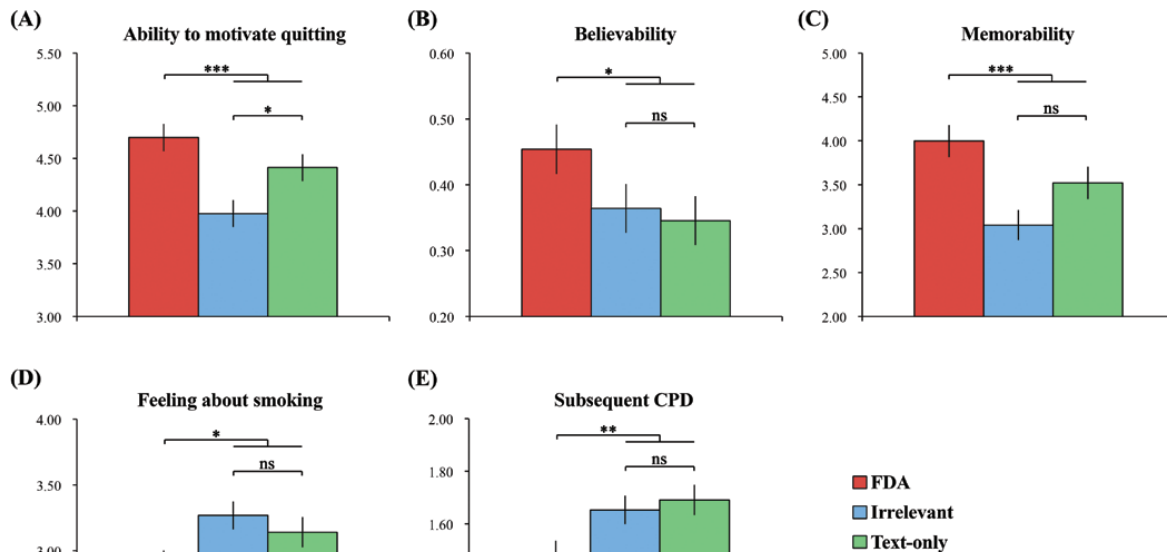 (A)
Ability to motivate quitting
5.50
5.00
4.50
4.00
3.50
3.00
***
*
(B)
Believability
0.60
0.50
0.40
0.30
0.20
*
ns
(C)
Memorability
5.00
4.50
4.00
3.50
3.00
2.50
2.00
***
ns
(D)
Feeling about smoking
4.00
3.50
3.00
*
ns
(E)
Subsequent CPD
2.00
1.80
1.60
**
ns
FDA
Irrelevant
Text-only